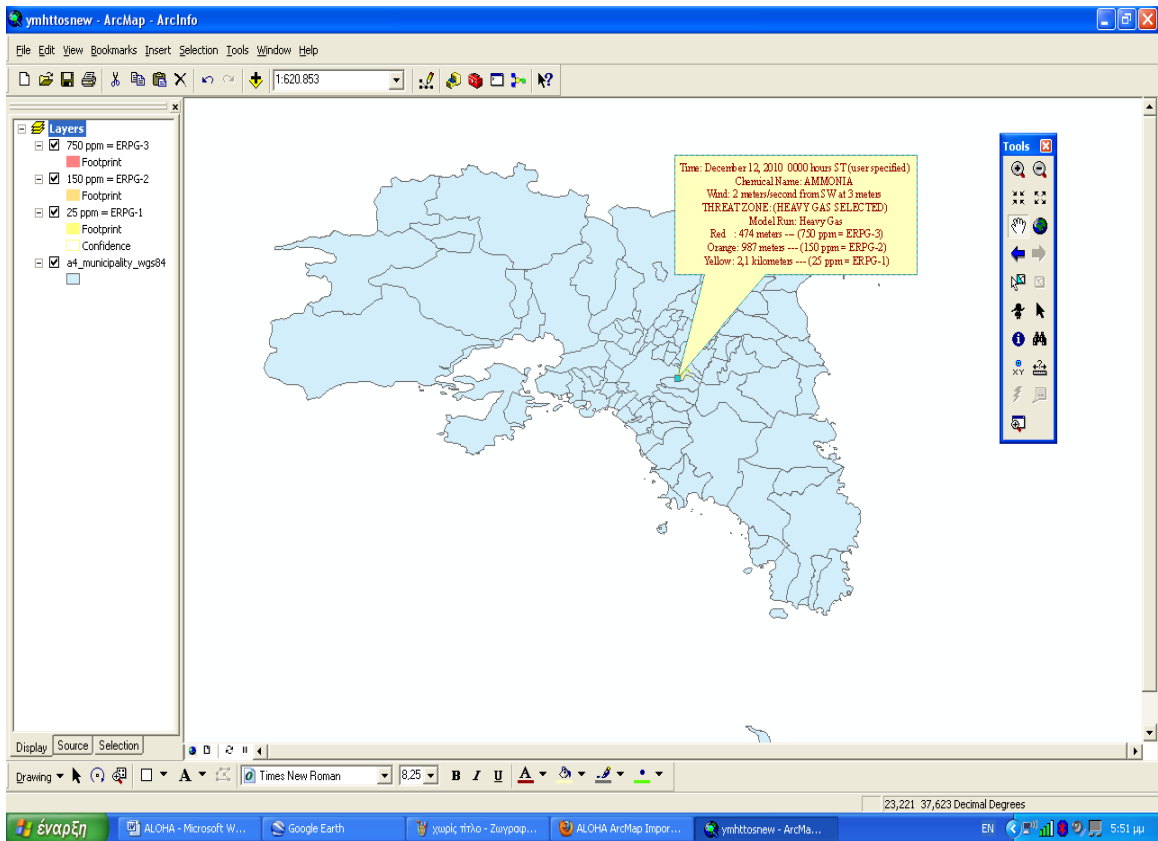 ymhttosnew - ArcMap - ArcInfo
File Edit View Bookmarks Insert Selection Tools Window Help
1:620.853
Layers
750 ppm = ERPG-3
Footprint
150 ppm = ERPG-2
Footprint
25 ppm = ERPG-1
Footprint
Confidence
a4_municipality_wgs84
Time: December 12, 2010 0000 hours ST (user specified)
Chemical Name: AMMONIA
Wind: 2 meters/second from SW at 3 meters
THREAT ZONE: (HEAVY GAS SELECTED)
Model Run: Heavy Gas
Red : 474 meters --- (750 ppm = ERPG-3)
Orange: 987 meters --- (150 ppm = ERPG-2)
Yellow: 2,1 kilometers --- (25 ppm = ERPG-1)
Tools
XY
Display Source Selection
Drawing A Times New Roman 8,25 B I U A
23,221 37,623 Decimal Degrees
έναρξη ALOHA - Microsoft W... Google Earth χωρίς τίτλο - Ζωγραφ... ALOHA ArcMap Impor... ymhttosnew - ArcMa... EN 5:51 μμ